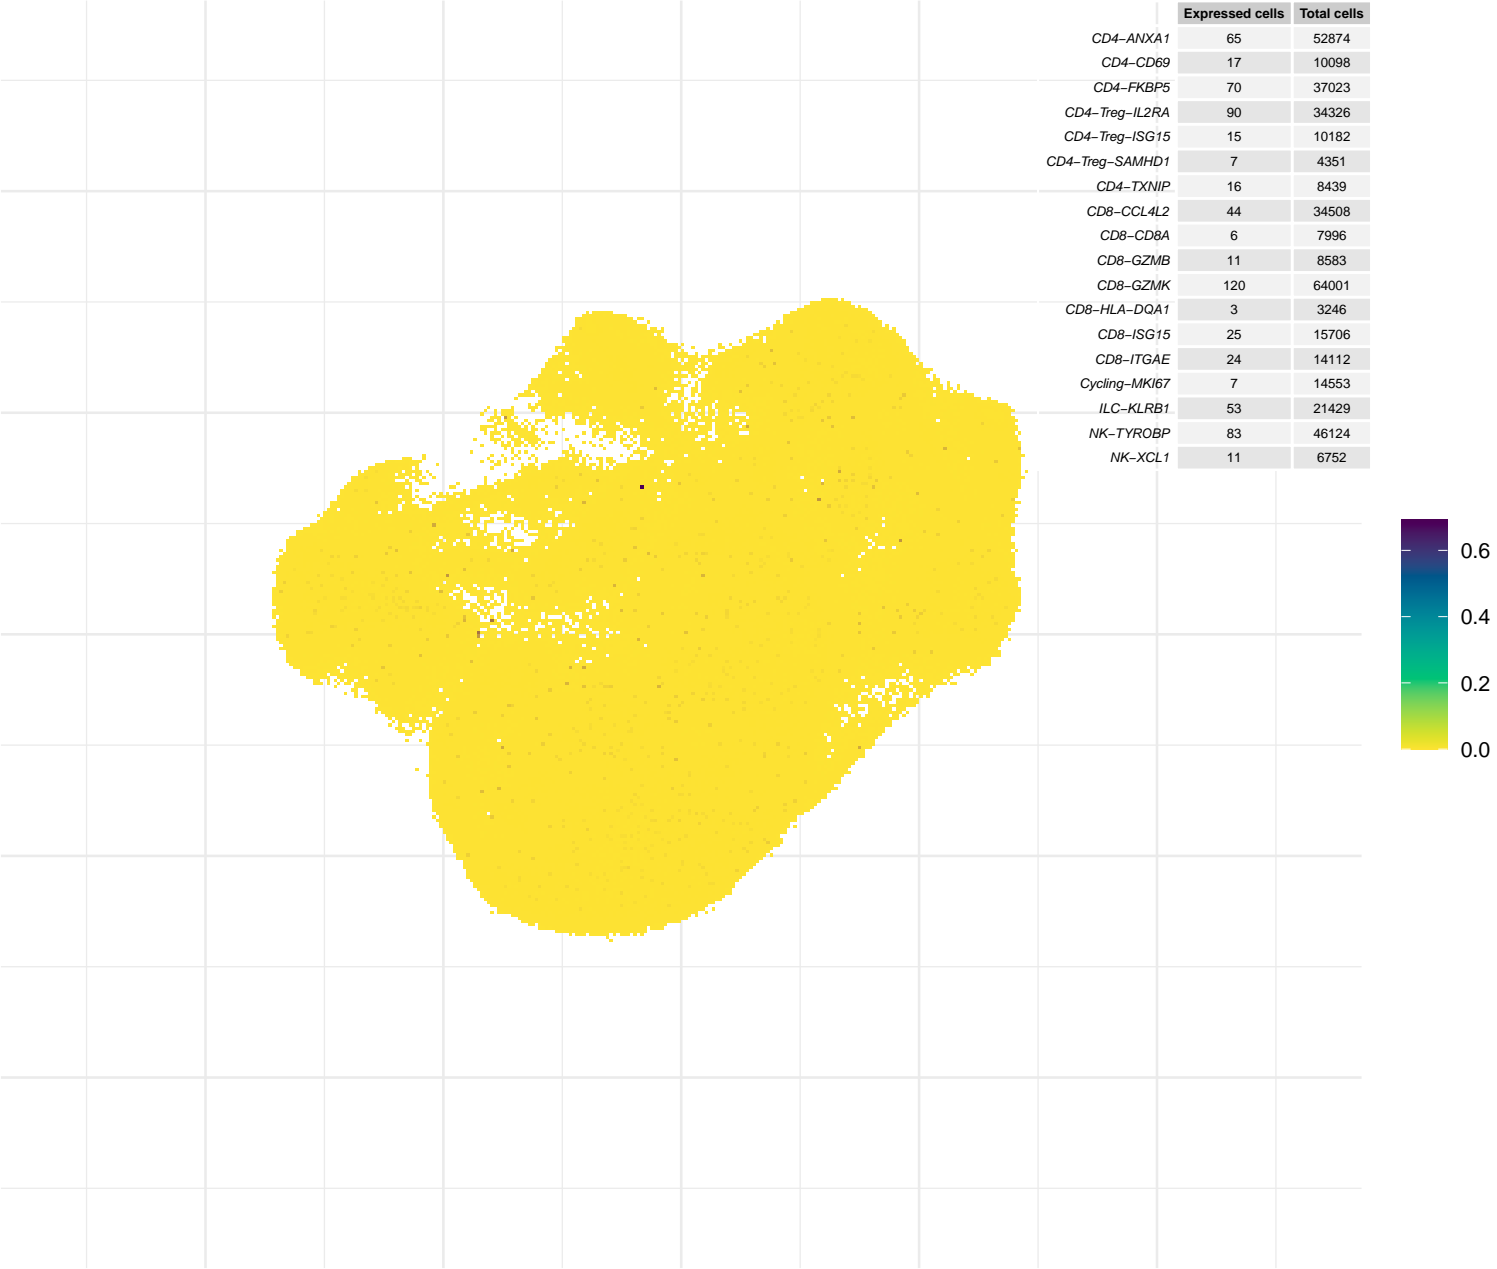 Expressed cells Total cells
CD4−ANXA1 65 52874
CD4−CD69 17 10098
CD4−FKBP5 70 37023
CD4−Treg−IL2RA 90 34326
CD4−Treg−ISG15 15 10182
CD4−Treg−SAMHD1 7 4351
CD4−TXNIP 16 8439
CD8−CCL4L2 44 34508
CD8−CD8A 6 7996
CD8−GZMB 11 8583
CD8−GZMK 120 64001
CD8−HLA−DQA1 3 3246
CD8−ISG15 25 15706
CD8−ITGAE 24 14112
Cycling−MKI67 7 14553
ILC−KLRB1 53 21429
NK−TYROBP 83 46124
NK−XCL1 11 6752
0.6
0.4
0.2
0.0